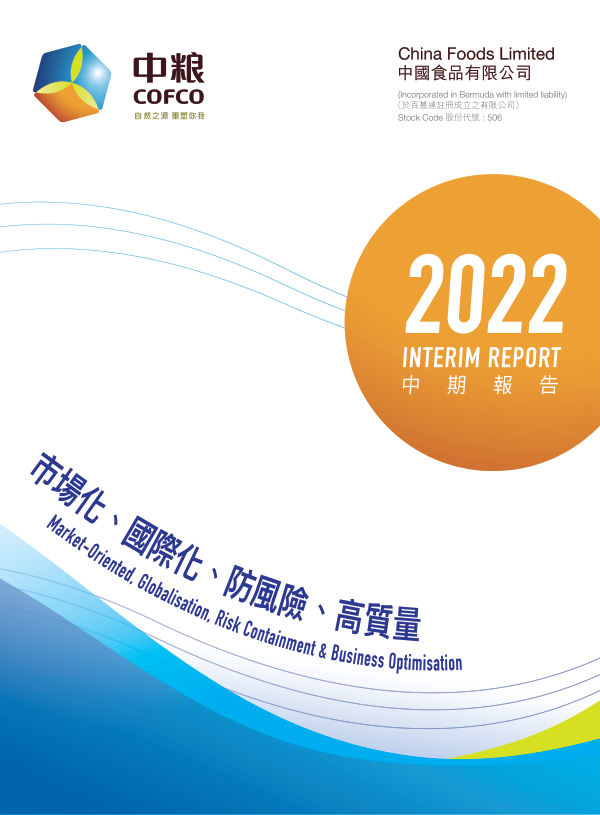 中粮
COFCO
自然之源 重塑你我
China Foods Limited
中國食品有限公司
(Incorporated in Bermuda with limited liability)
(於百慕達註冊成立之有限公司)
Stock Code 股份代號 : 506
2022
INTERIM REPORT
中期報告
市場化、國際化、防風險、高質量
Market-Oriented, Globalisation, Risk Containment & Business Optimisation